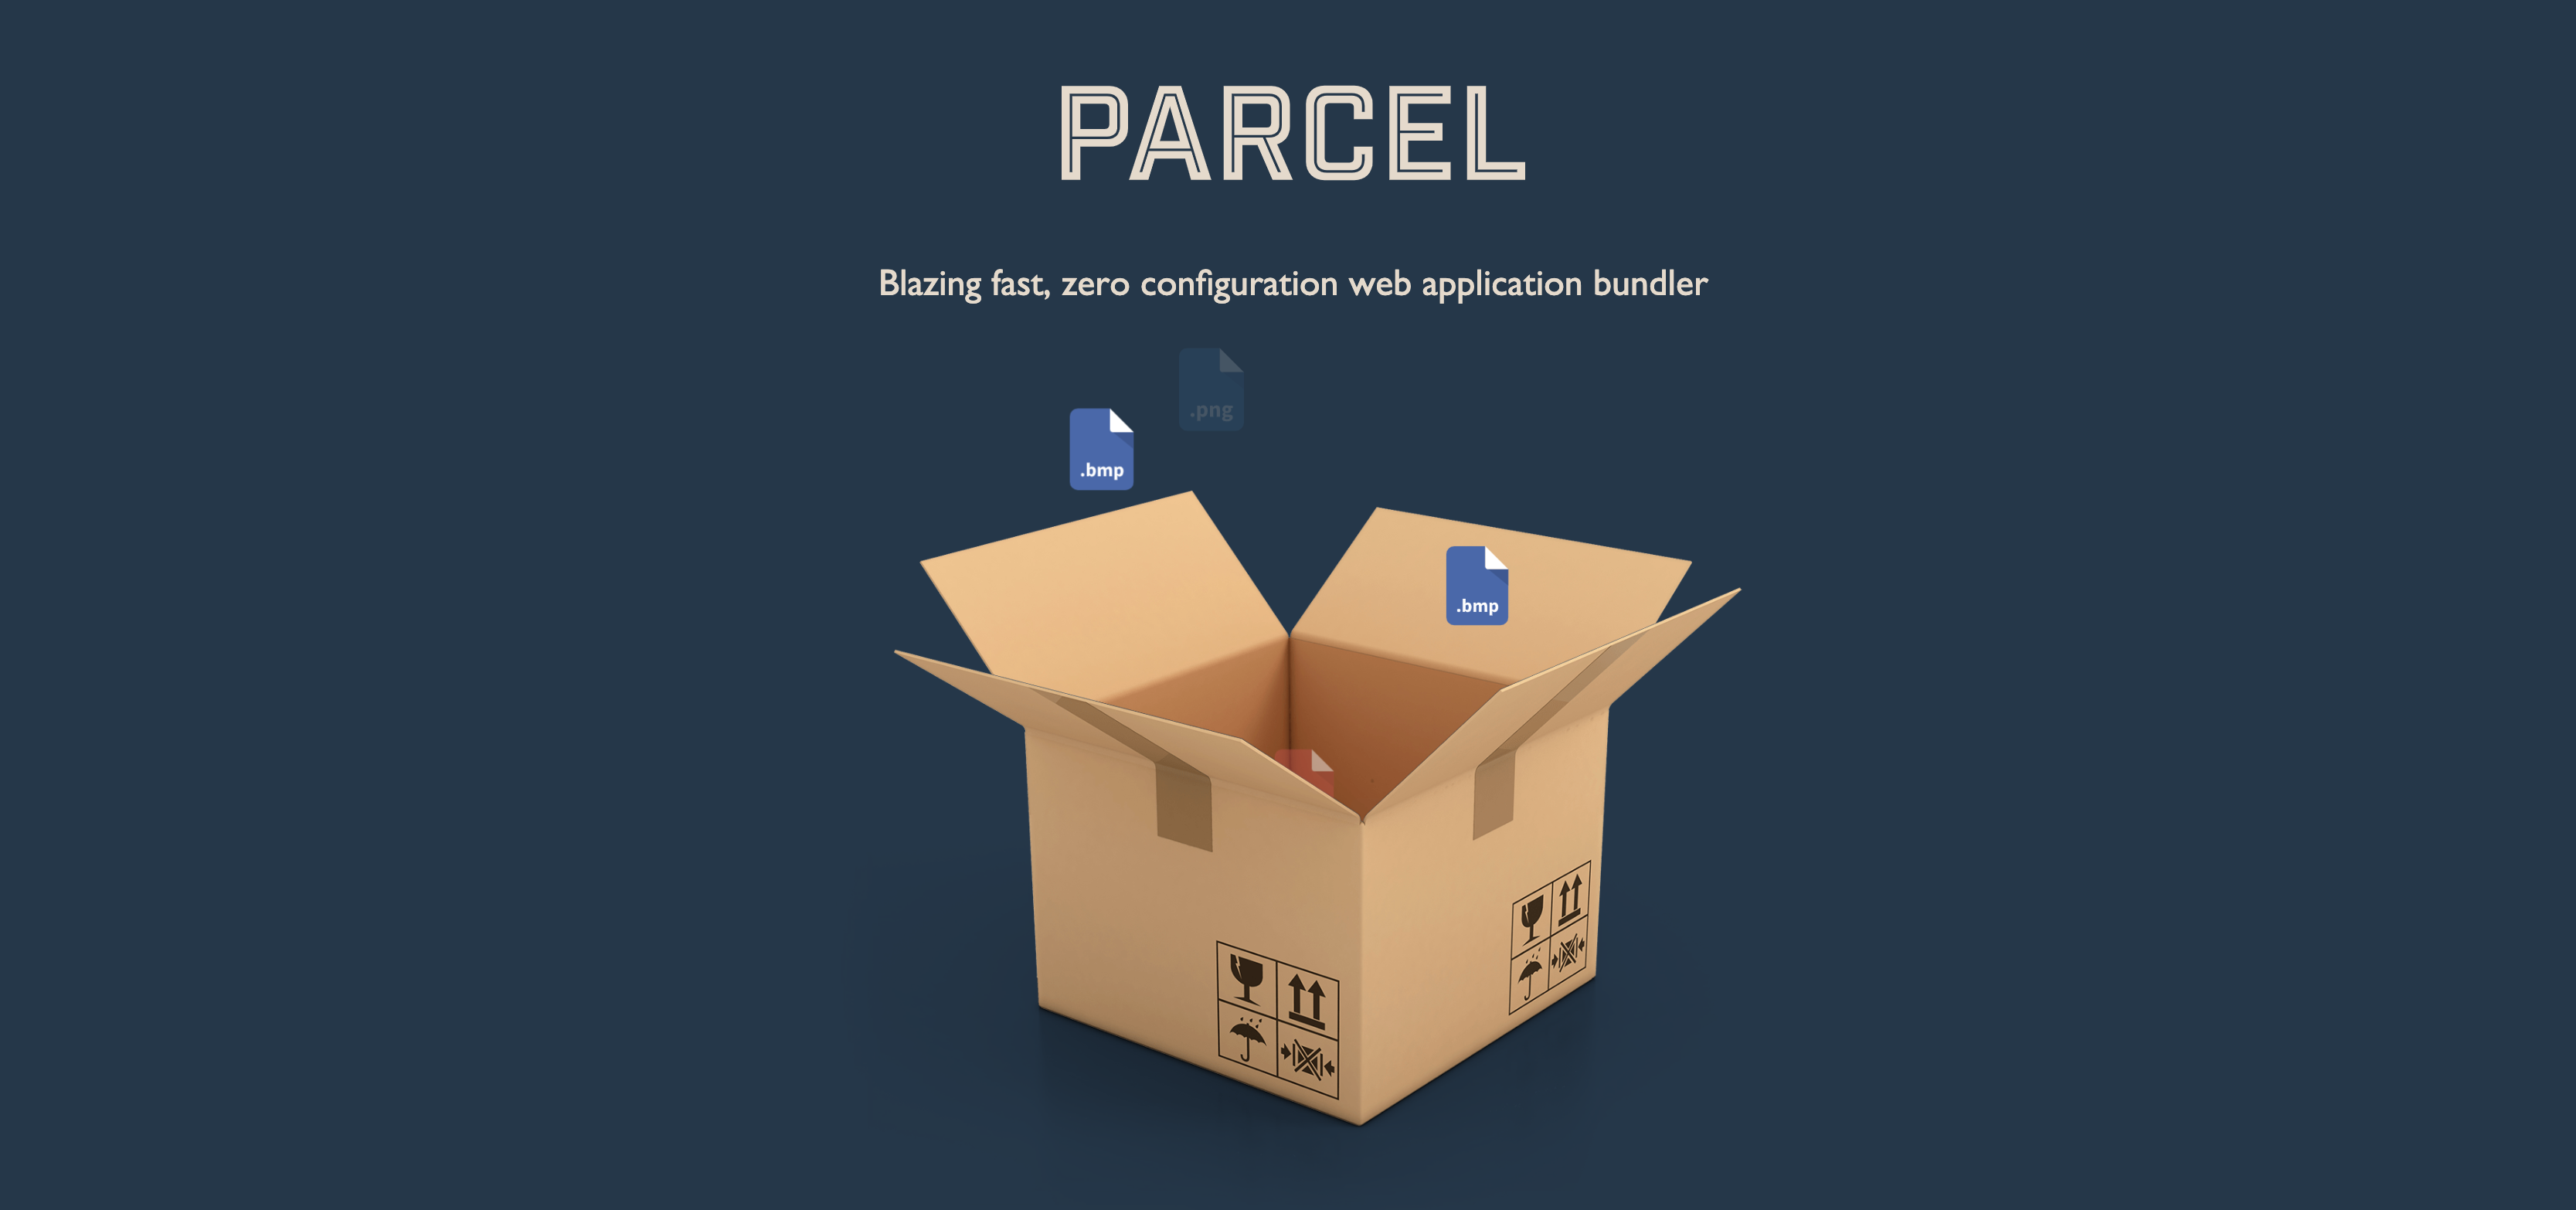 PARCEL
Blazing fast, zero configuration web application bundler
.png
.bmp
.bmp